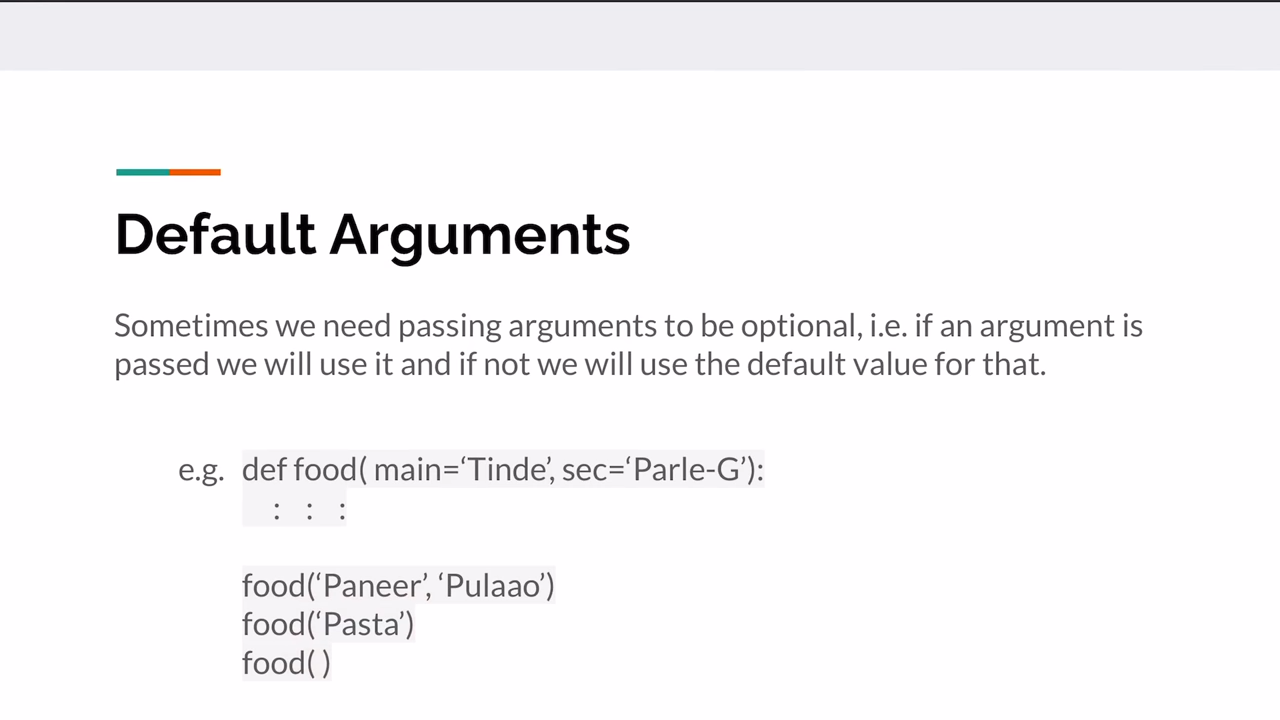 Default Arguments
Sometimes we need passing arguments to be optional, i.e. if an argument is
passed we will use it and if not we will use the default value for that.
e.g. def food( main=‘Tinde’, sec=‘Parle-G’):
: : :
food(‘Paneer’, ‘Pulaao’)
food(‘Pasta’)
food( )